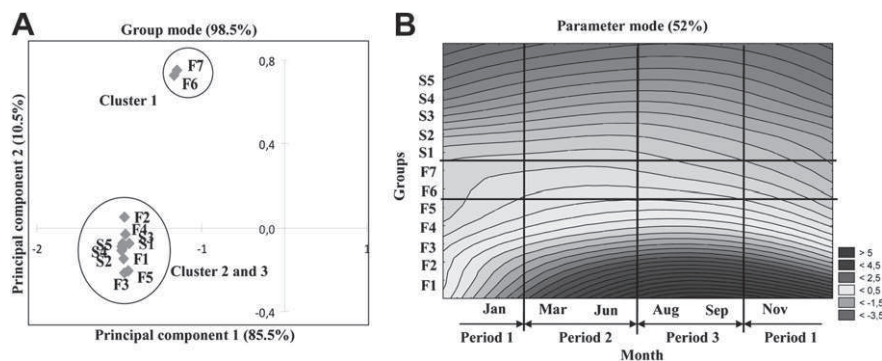 A
Group mode (98.5%)
Principal component 2 (10.5%)
0,8
F7
F6
Cluster 1
0,4
F2
F4
0,0
-2
-1
1
S5
S3
S1
S4
S2
F1
Cluster 2 and 3
F3
F5
-0,4
Principal component 1 (85.5%)
B
Parameter mode (52%)
Groups
S5
S4
S3
S2
S1
F7
F6
F5
F4
F3
F2
F1
> 5
< 4,5
< 2,5
< 0,5
< -1,5
< -3,5
Jan Mar Jun Aug Sep Nov
Period 1 Period 2 Period 3 Period 1
Month